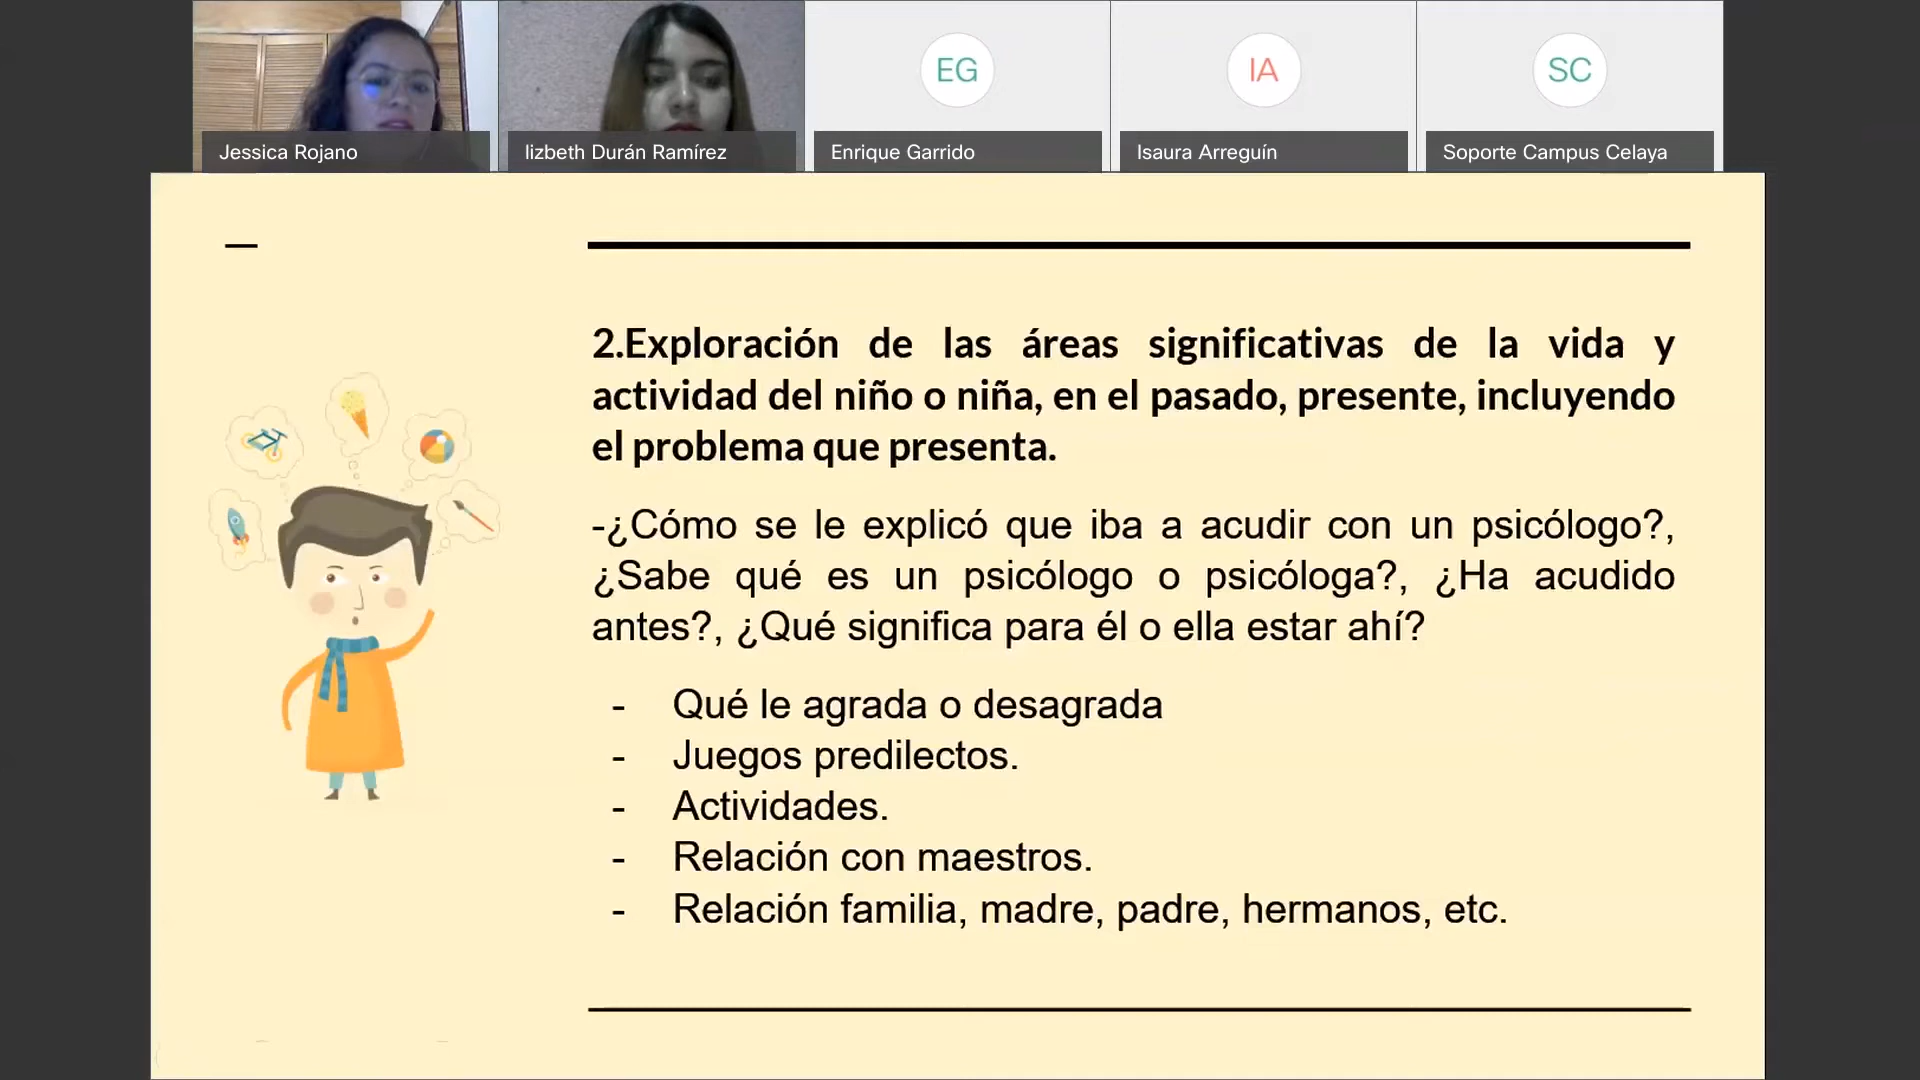 EG
IA
SC
Jessica Rojano
lizbeth Durán Ramírez
Enrique Garrido
Isaura Arreguín
Soporte Campus Celaya
2.Exploración de las áreas significativas de la vida y
actividad del niño o niña, en el pasado, presente, incluyendo
el problema que presenta.
-¿Cómo se le explicó que iba a acudir con un psicólogo?,
¿Sabe qué es un psicólogo o psicóloga?, ¿Ha acudido
antes?, ¿Qué significa para él o ella estar ahí?
- Qué le agrada o desagrada
- Juegos predilectos.
- Actividades.
- Relación con maestros.
- Relación familia, madre, padre, hermanos, etc.